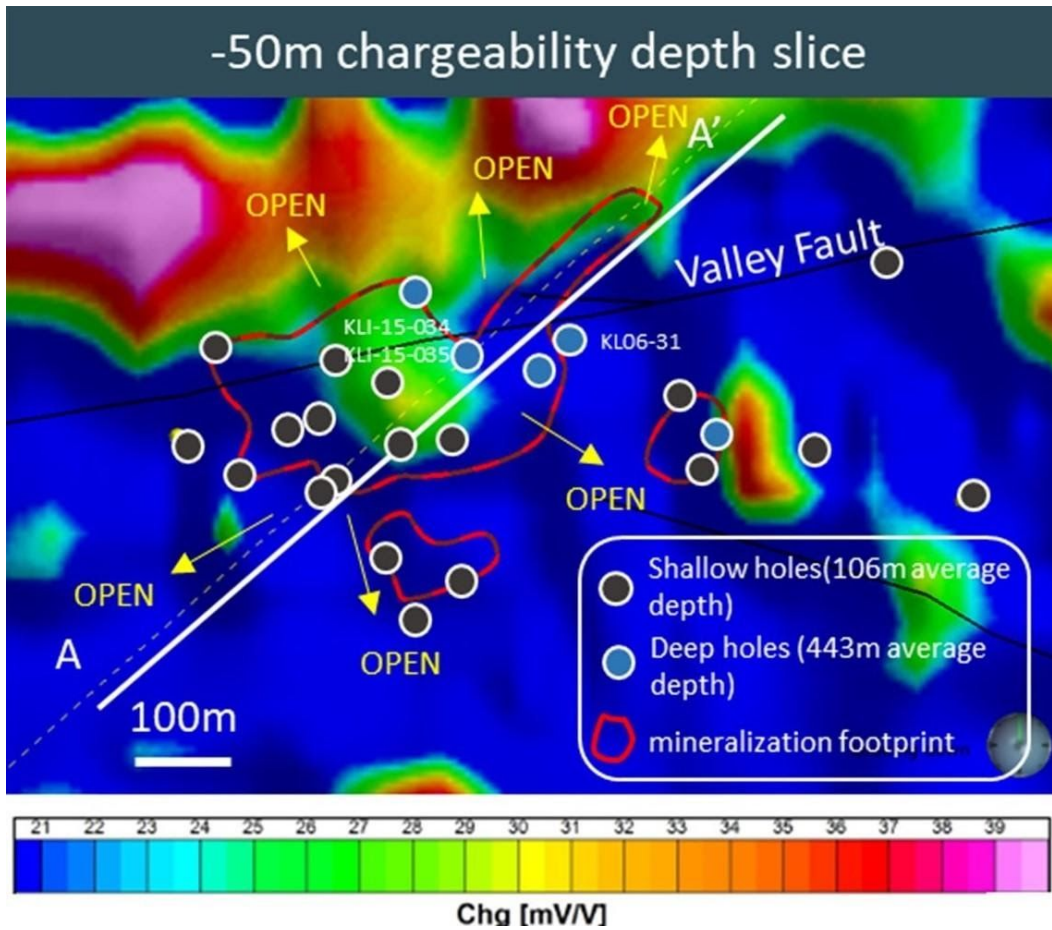 -50m chargeability depth slice
OPEN
A'
OPEN
OPEN
Valley Fault
KLI-15-034
KL06-31
KLI-15-035
OPEN
OPEN
A
OPEN
100m
Shallow holes(106m average
depth)
Deep holes (443m average
depth)
mineralization footprint
21 22 23 24 25 26 27 28 29 30 31 32 33 34 35 36 37 38 39
Chg [mV/V]